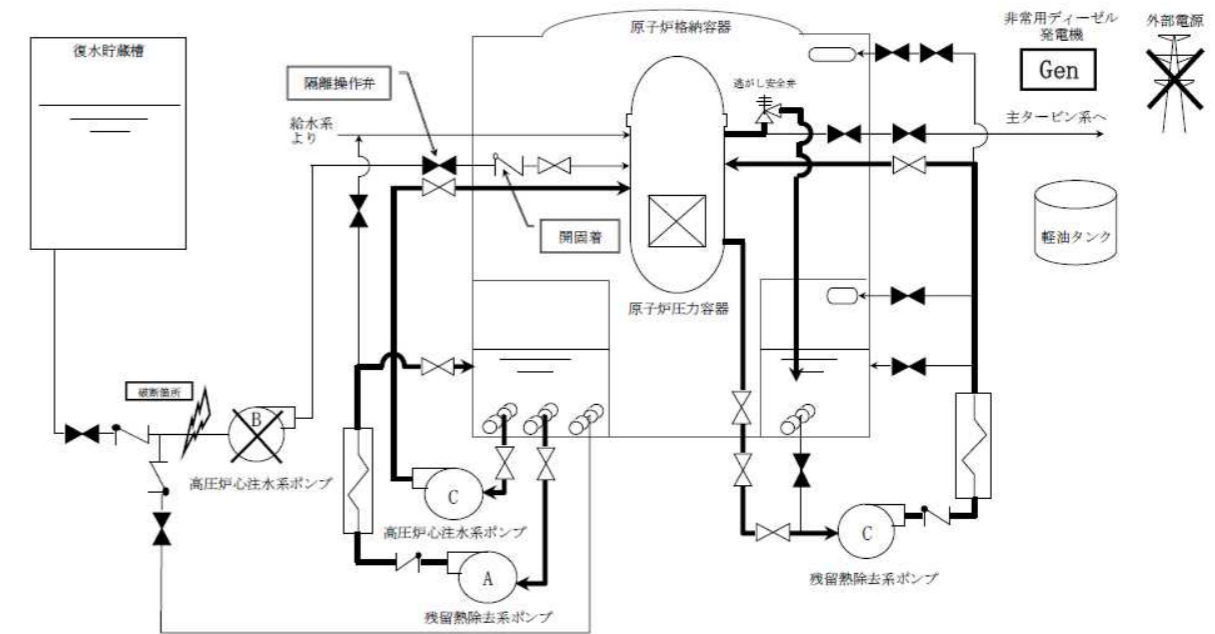 復水貯蔵槽
隔離操作弁
給水系
より
原子炉格納容器
逃がし安全弁
非常用ディーゼル
発電機
外部電源
Gen
主タービン系へ
軽油タンク
開固着
原子炉圧力容器
破断箇所
B
高圧炉心注水系ポンプ
C
高圧炉心注水系ポンプ
A
残留熱除去系ポンプ
C
残留熱除去系ポンプ